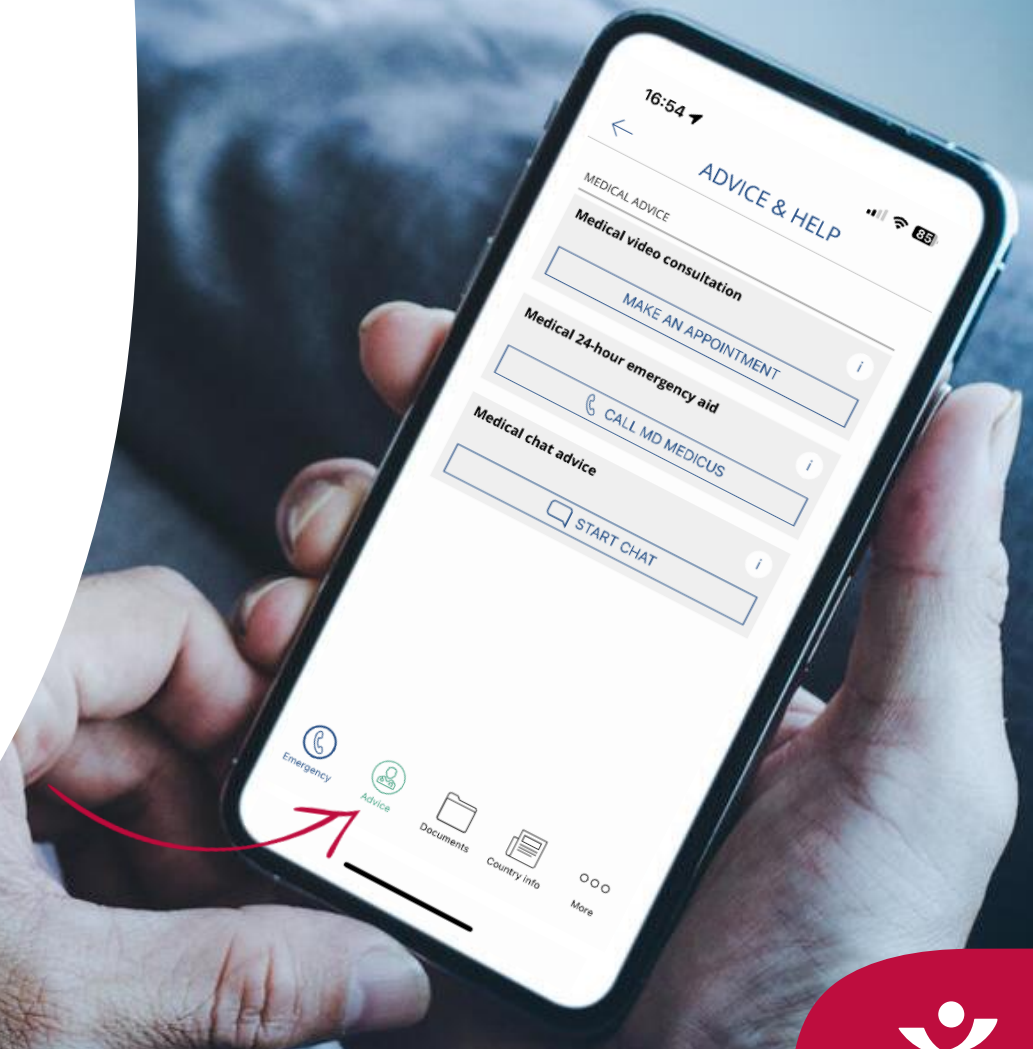 16:54
85
ADVICE & HELP
MEDICAL ADVICE
Medical video consultation
MAKE AN APPOINTMENT
i
Medical 24-hour emergency aid
CALL MD MEDICUS
i
Medical chat advice
START CHAT
i
Emergency
Advice
Documents
Country info
More